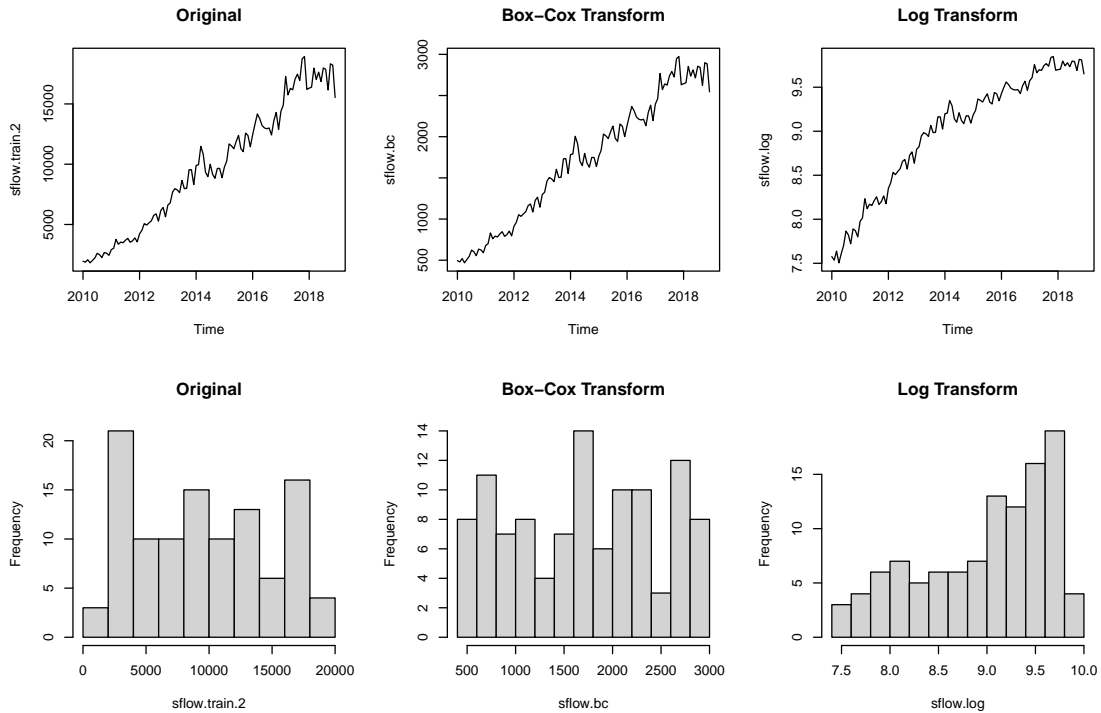 Original
Box−Cox Transform
Log Transform
sflow.train.2
5000 10000 15000
2010 2012 2014 2016 2018
Time
sflow.bc
500 1000 2000 3000
2010 2012 2014 2016 2018
Time
sflow.log
7.5 8.0 8.5 9.0 9.5
2010 2012 2014 2016 2018
Time
Original
Box−Cox Transform
Log Transform
Frequency
0 5 10 15 20
0 5000 10000 15000 20000
sflow.train.2
Frequency
0 2 4 6 8 10 12 14
500 1000 1500 2000 2500 3000
sflow.bc
Frequency
0 5 10 15
7.5 8.0 8.5 9.0 9.5 10.0
sflow.log